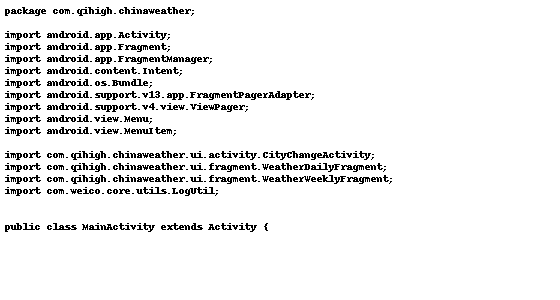 package com.qihigh.chinaweather;
import android.app.Activity;
import android.app.Fragment;
import android.app.FragmentManager;
import android.content.Intent;
import android.os.Bundle;
import android.support.v13.app.FragmentPagerAdapter;
import android.support.v4.view.ViewPager;
import android.view.Menu;
import android.view.MenuItem;
import com.qihigh.chinaweather.ui.activity.CityChangeActivity;
import com.qihigh.chinaweather.ui.fragment.WeatherDailyFragment;
import com.qihigh.chinaweather.ui.fragment.WeatherWeeklyFragment;
import com.weico.core.utils.LogUtil;
public class MainActivity extends Activity {